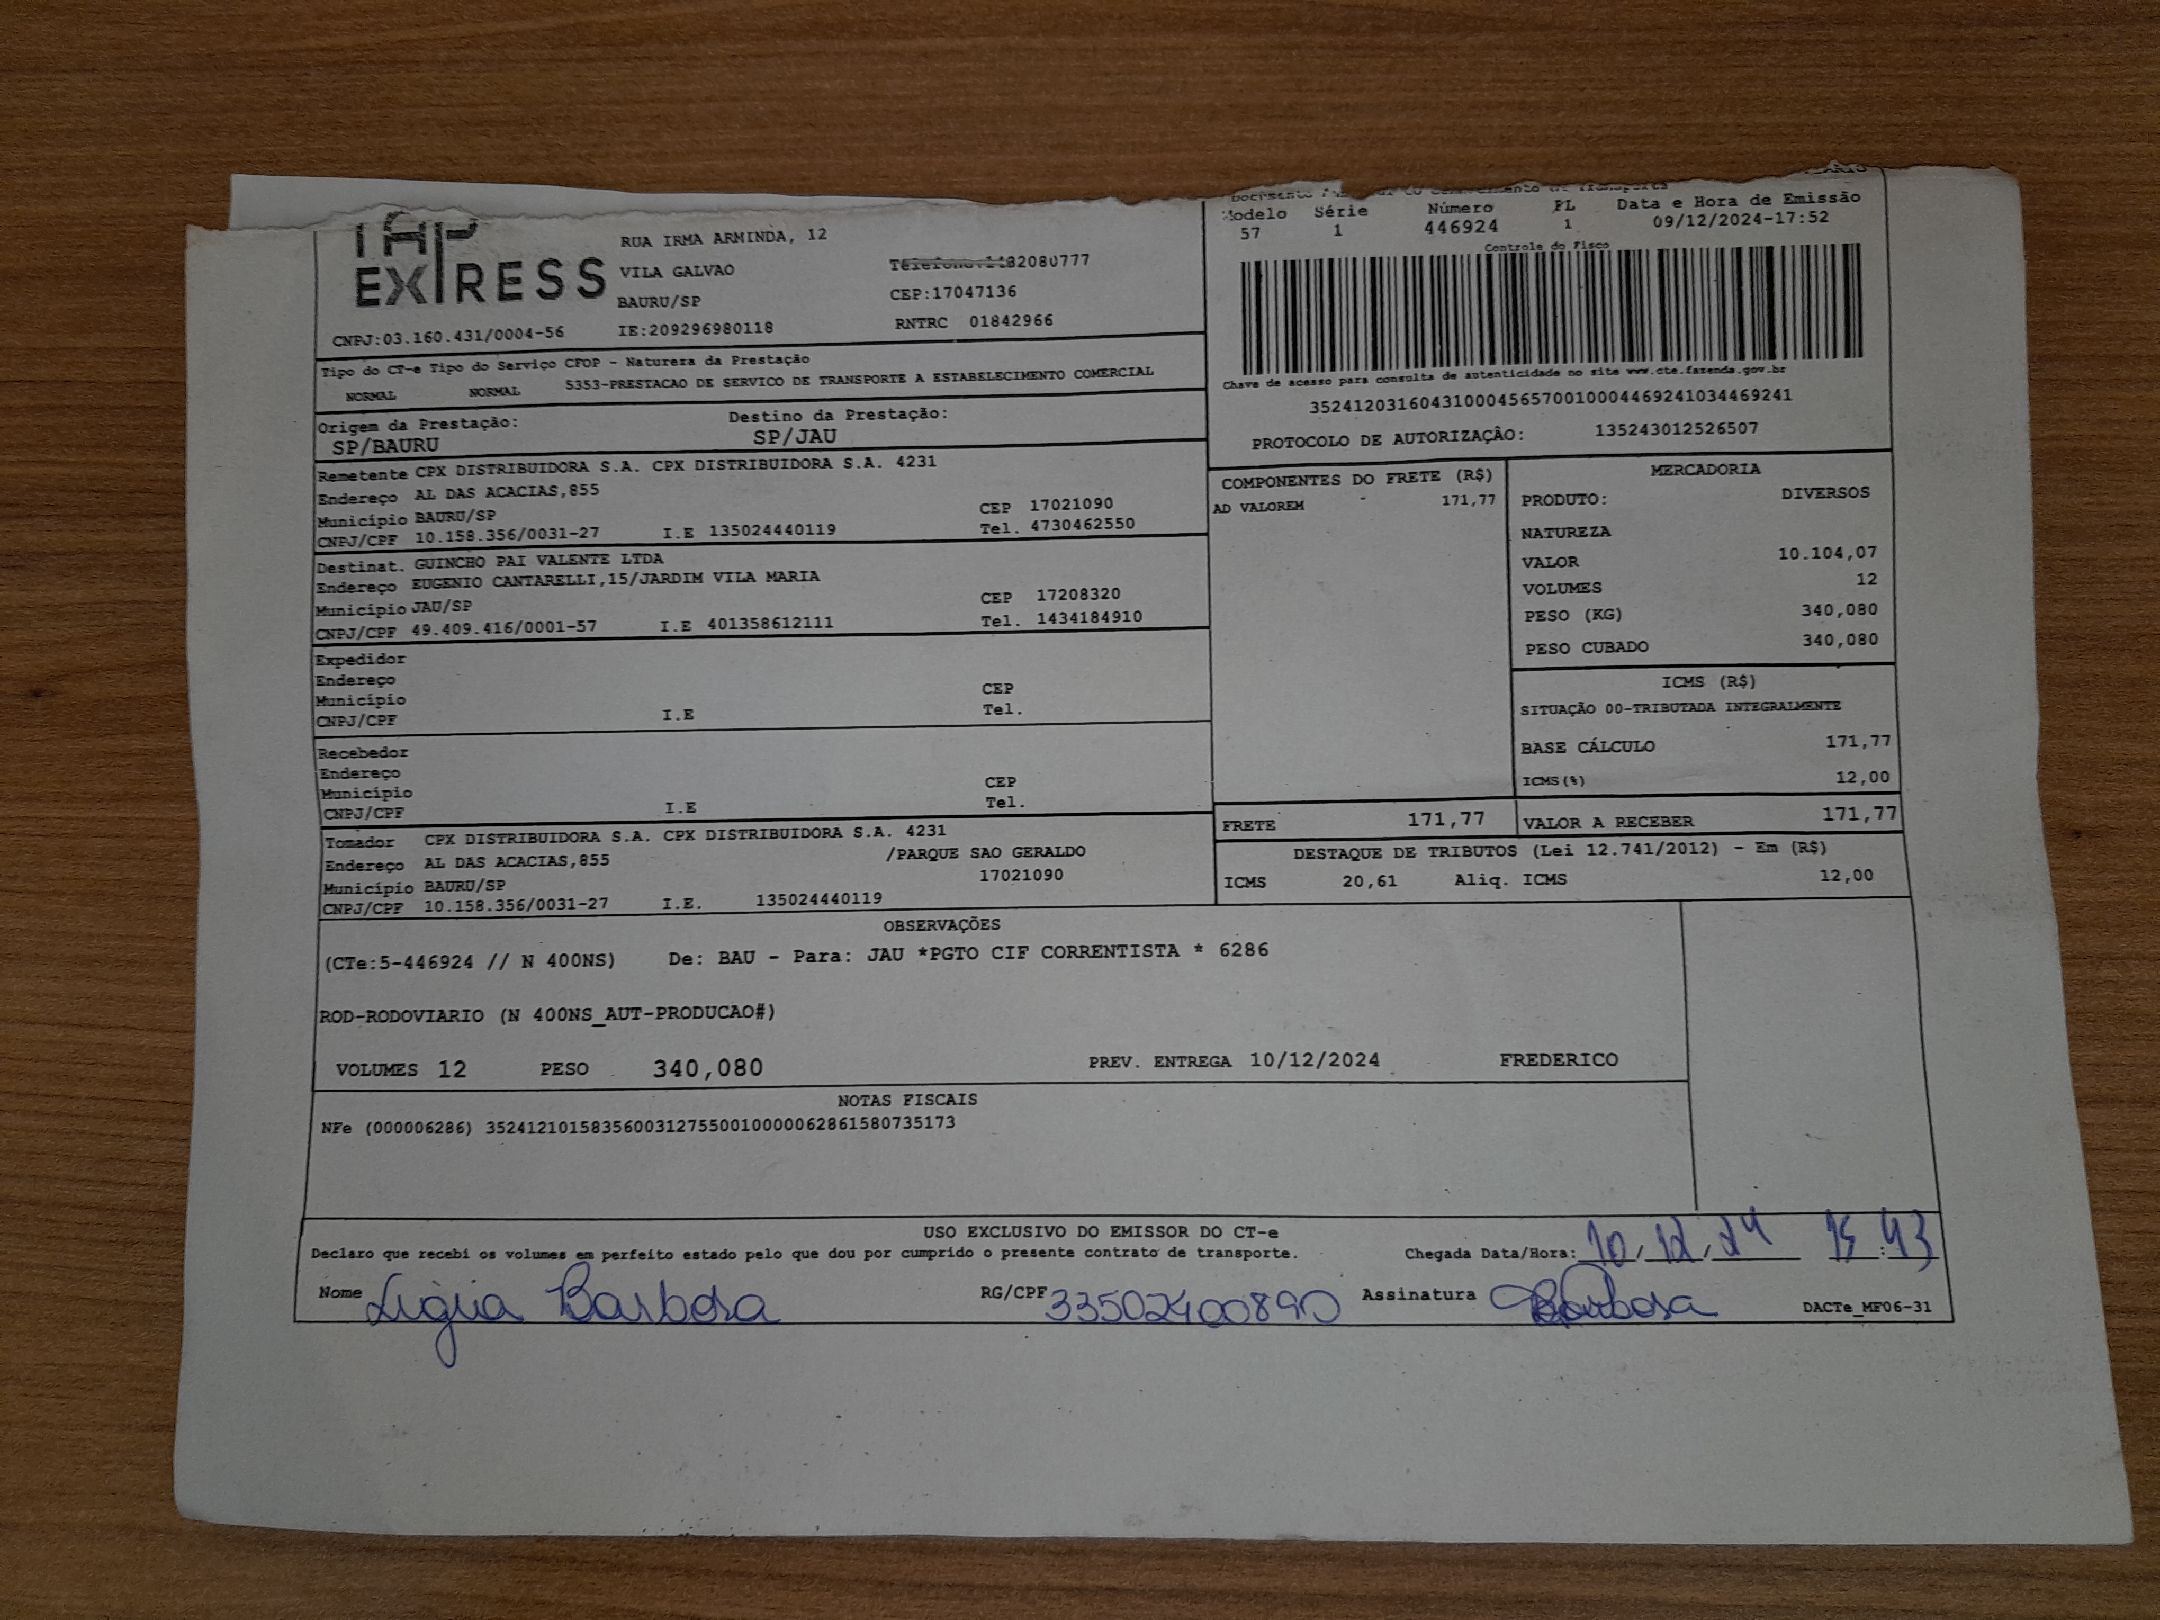 TAP
EXPRESS
RUA IRMA ARMINDA, 12
VILA GALVAO
BAURU/SP
CEP:17047136
CNPJ:03.160.431/0004-56 IE:209296980118 RNTRC 01842966
Modelo Série Número FL Data e Hora de Emissão
57 1 446924 1 09/12/2024-17:52
Controle do Fisco
Chave de acesso para consulta de autenticidade no site www.cte.fazenda.gov.br
35241203160431000456570010004469241034469241
PROTOCOLO DE AUTORIZAÇÂO: 135243012526507
Tipo do CT-e Tipo do Serviço CFOP - Natureza da Prestação
NORMAL NORMAL 5353-PRESTACAO DE SERVICO DE TRANSPORTE A ESTABELECIMENTO COMERCIAL
Origem da Prestação: Destino da Prestação:
SP/BAURU SP/JAU
Remetente CPX DISTRIBUIDORA S.A. CPX DISTRIBUIDORA S.A. 4231
Endereço AL DAS ACACIAS,855
Município BAURU/SP CEP 17021090
CNPJ/CPF 10.158.356/0031-27 I.E 135024440119 Tel. 4730462550
Destinat. GUINCHO PAI VALENTE LTDA
Endereço EUGENIO CANTARELLI,15/JARDIM VILA MARIA
Município JAU/SP CEP 17208320
CNPJ/CPF 49.409.416/0001-57 I.E 401358612111 Tel. 1434184910
Expedidor
Endereço
Município CEP
CNPJ/CPF I.E Tel.
Recebedor
Endereço
Município CEP
CNPJ/CPF I.E Tel.
Tomador CPX DISTRIBUIDORA S.A. CPX DISTRIBUIDORA S.A. 4231
Endereço AL DAS ACACIAS,855 /PARQUE SAO GERALDO
Município BAURU/SP 17021090
CNPJ/CPF 10.158.356/0031-27 I.E. 135024440119
COMPONENTES DO FRETE (R$)
AD VALOREM - 171,77
MERCADORIA
PRODUTO: DIVERSOS
NATUREZA
VALOR 10.104,07
VOLUMES 12
PESO (KG) 340,080
PESO CUBADO 340,080
ICMS (R$)
SITUAÇÃO 00-TRIBUTADA INTEGRALMENTE
BASE CÁLCULO 171,77
ICMS(%) 12,00
FRETE 171,77 VALOR A RECEBER 171,77
DESTAQUE DE TRIBUTOS (Lei 12.741/2012) - Em (R$)
ICMS 20,61 Aliq. ICMS 12,00
OBSERVAÇÕES
(CTe:5-446924 // N 400NS) De: BAU - Para: JAU *PGTO CIF CORRENTISTA * 6286
ROD-RODOVIARIO (N 400NS_AUT-PRODUCAO#)
VOLUMES 12 PESO 340,080 PREV. ENTREGA 10/12/2024 FREDERICO
NOTAS FISCAIS
NFe (000006286) 35241210158356003127550010000062861580735173
USO EXCLUSIVO DO EMISSOR DO CT-e
Declaro que recebi os volumes em perfeito estado pelo que dou por cumprido o presente contrato de transporte. Chegada Data/Hora: 10/12/24 15:43
Nome Ligia Barbosa RG/CPF 33502400890 Assinatura Barbosa DACTe_MF06-31